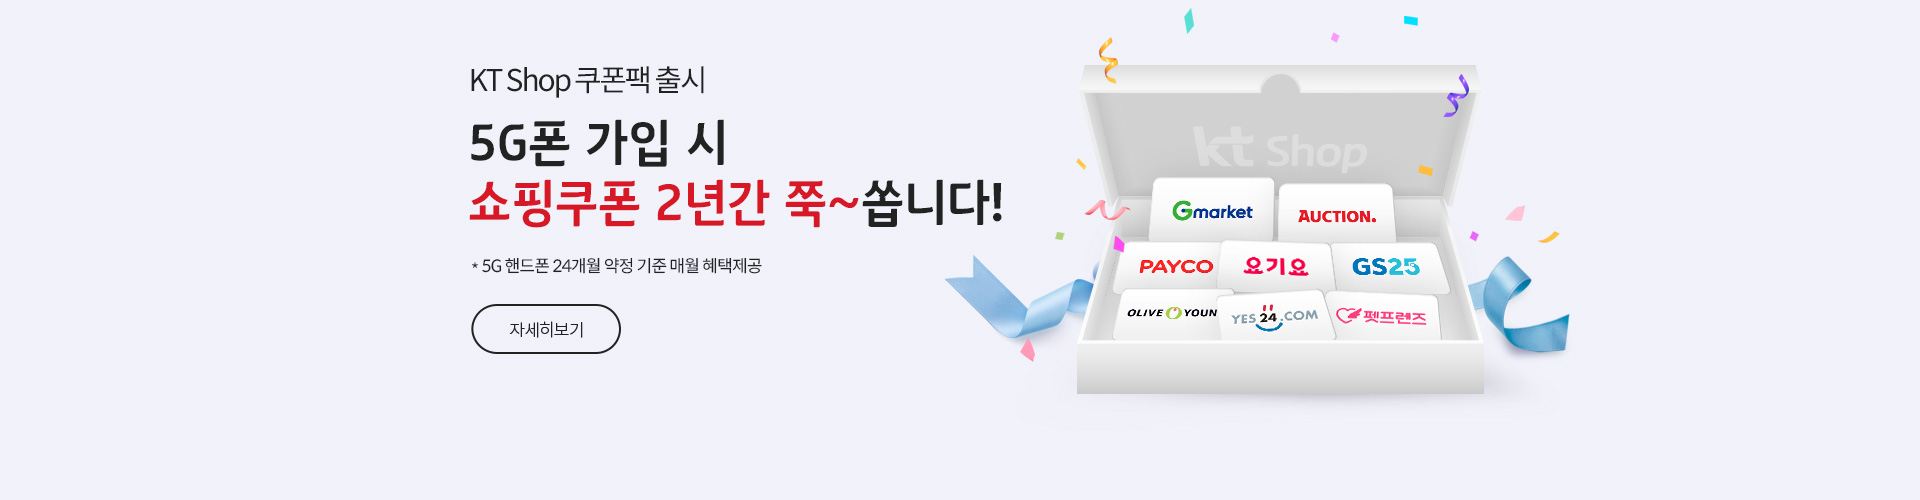 KT Shop 쿠폰팩 출시
5G폰 가입 시
쇼핑쿠폰 2년간 쭉~쏩니다!
* 5G 핸드폰 24개월 약정 기준 매월 혜택제공
자세히보기
kt Shop
Gmarket
AUCTION.
PAYCO
요기요
GS25
OLIVE YOUN
YES24.COM
펫프렌즈